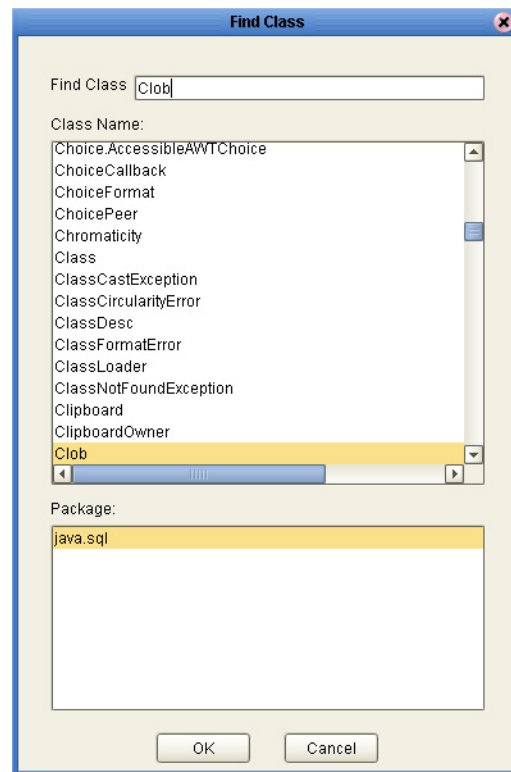 Find Class
Find Class Clob
Class Name:
Choice.AccessibleAWTChoice
ChoiceCallback
ChoiceFormat
ChoicePeer
Chromaticity
Class
ClassCastException
ClassCircularityError
ClassDesc
ClassFormatError
ClassLoader
ClassNotFoundException
Clipboard
ClipboardOwner
Clob
Package:
java.sql
OK Cancel